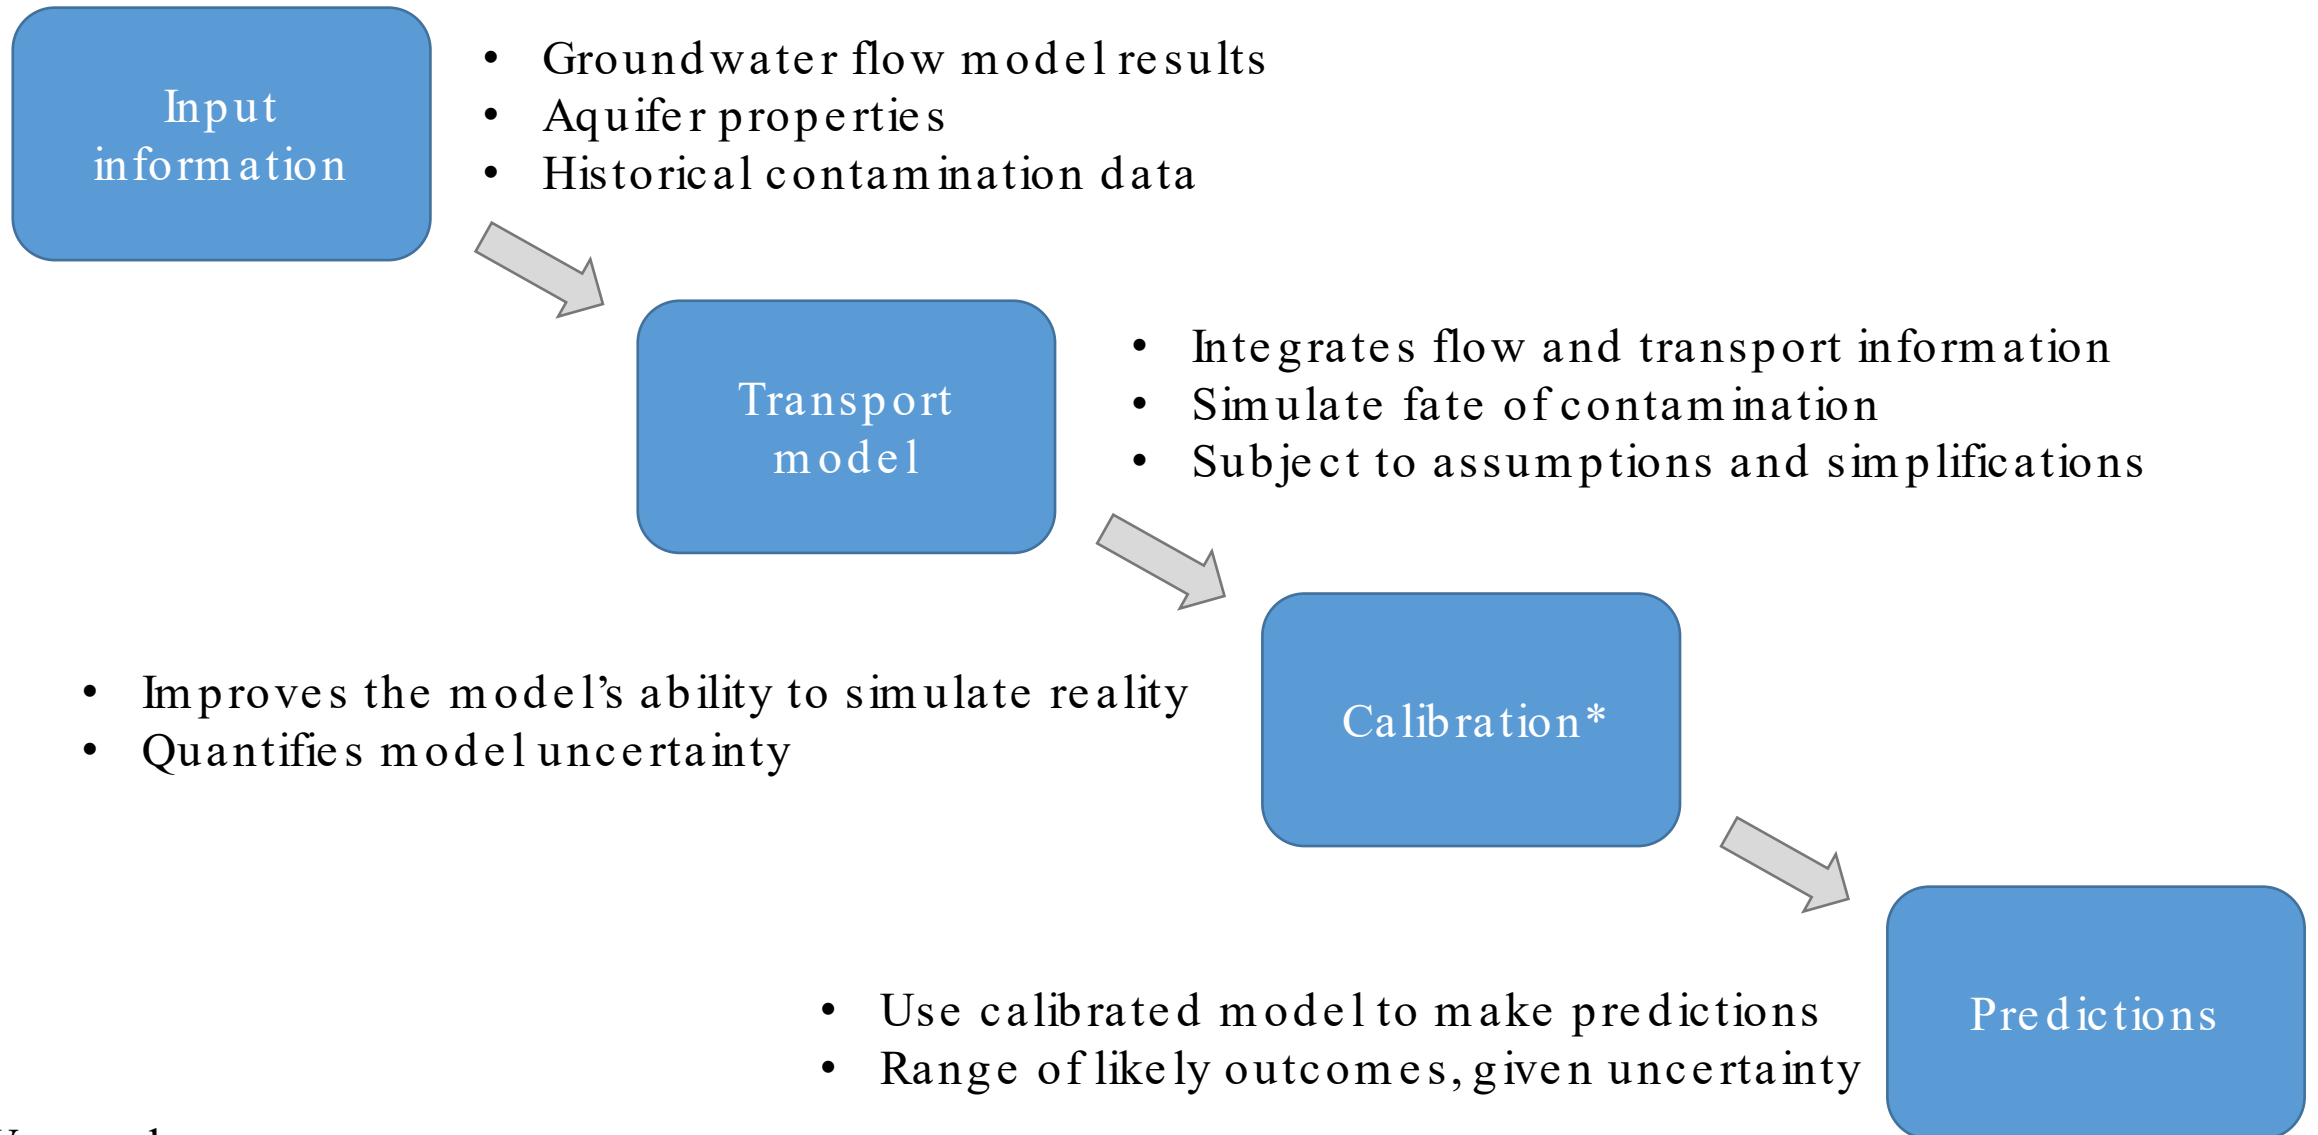 Input
information
• Groundwater flow model results
• Aquifer properties
• Historical contamination data
Transport
model
• Integrates flow and transport information
• Simulate fate of contamination
• Subject to assumptions and simplifications
• Improves the model’s ability to simulate reality
• Quantifies model uncertainty
Calibration*
• Use calibrated model to make predictions
• Range of likely outcomes, given uncertainty
Predictions